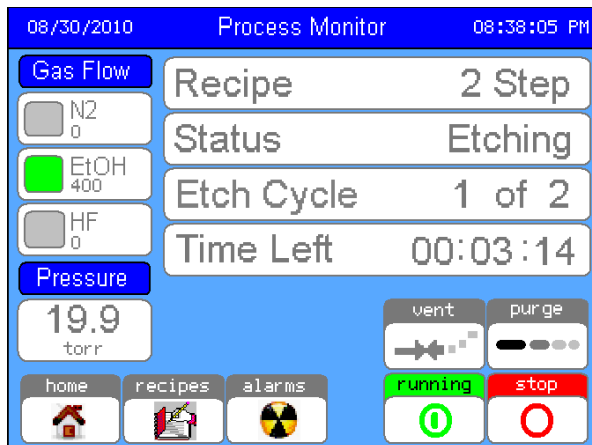 08/30/2010 Process Monitor 08:38:05 PM
Gas Flow
N2
0
EtOH
400
HF
0
Pressure
19.9
torr
Recipe 2 Step
Status Etching
Etch Cycle 1 of 2
Time Left 00:03:14
vent purge
home recipes alarms running stop